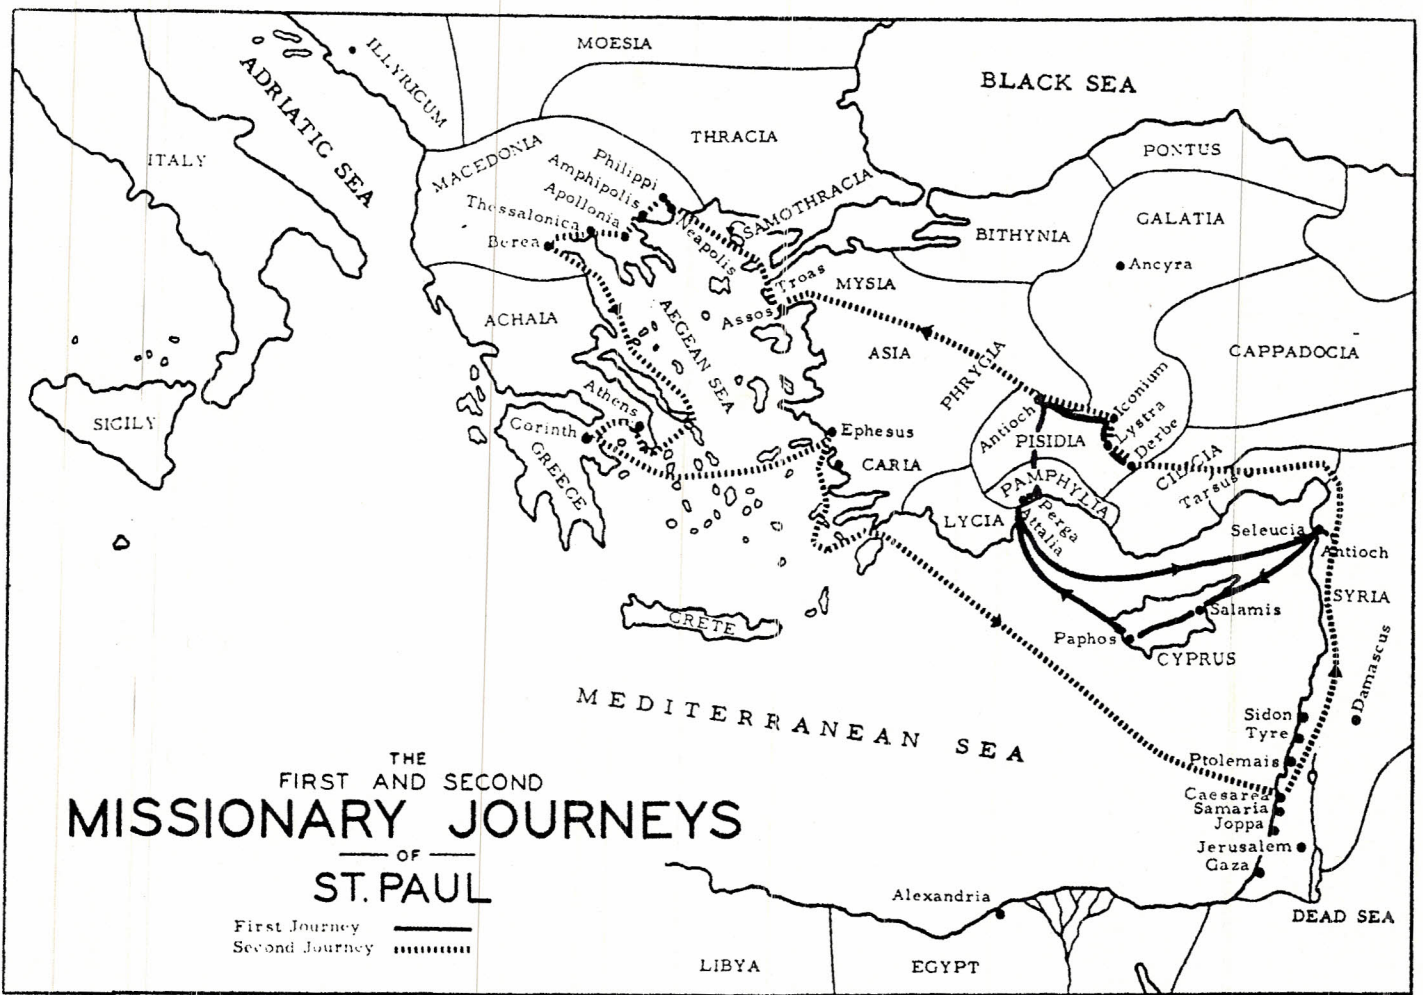 ILLYRICUM
MOESIA
BLACK SEA
ADRIATIC SEA
ITALY
THRACIA
PONTUS
MACEDONIA
Philippi
Amphipolis
Apollonia
Thessalonica
Berea
Neapolis
SAMOTHRACIA
BITHYNIA
GALATIA
Ancyra
Troas
MYSIA
Assos
ACHAIA
AEGEAN SEA
ASIA
PHRYGIA
CAPPADOCIA
SICILY
Athens
Corinth
GREECE
Ephesus
CARIA
Antioch
PISIDIA
Iconium
Lystra
Derbe
CILICIA
Tarsus
PAMPHYLIA
LYCIA
Perga
Attalia
Seleucia
Antioch
SYRIA
Salamis
Paphos
CYPRUS
CRETE
Damascus
MEDITERRANEAN SEA
Sidon
Tyre
Ptolemais
Caesarea
Samaria
Joppa
Jerusalem
Gaza
DEAD SEA
Alexandria
LIBYA
EGYPT
THE
FIRST AND SECOND
MISSIONARY JOURNEYS
OF
ST. PAUL
First Journey
Second Journey